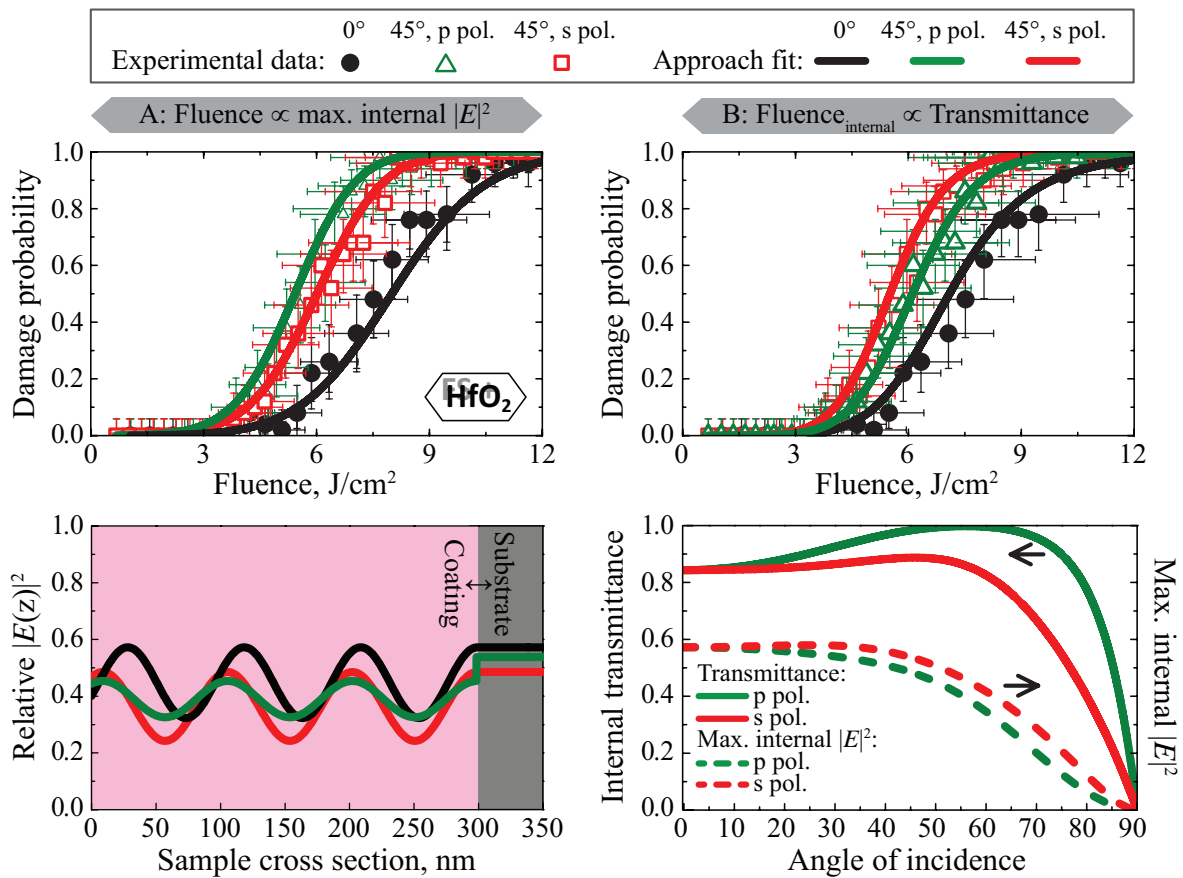 0° 45°, p pol. 45°, s pol. 0° 45°, p pol. 45°, s pol.
Experimental data: Approach fit:
A: Fluence ∝ max. internal |E|²
B: Fluence_internal ∝ Transmittance
Damage probability
1.0
0.8
0.6
0.4
0.2
0.0
0 3 6 9 12
Fluence, J/cm²
HfO₂
Damage probability
1.0
0.8
0.6
0.4
0.2
0.0
0 3 6 9 12
Fluence, J/cm²
Relative |E(z)|²
1.0
0.8
0.6
0.4
0.2
0.0
0 50 100 150 200 250 300 350
Sample cross section, nm
Coating
↔
Substrate
Internal transmittance
1.0
0.8
0.6
0.4
0.2
0.0
0 10 20 30 40 50 60 70 80 90
Angle of incidence
Max. internal |E|²
Transmittance:
p pol.
s pol.
Max. internal |E|²:
p pol.
s pol.